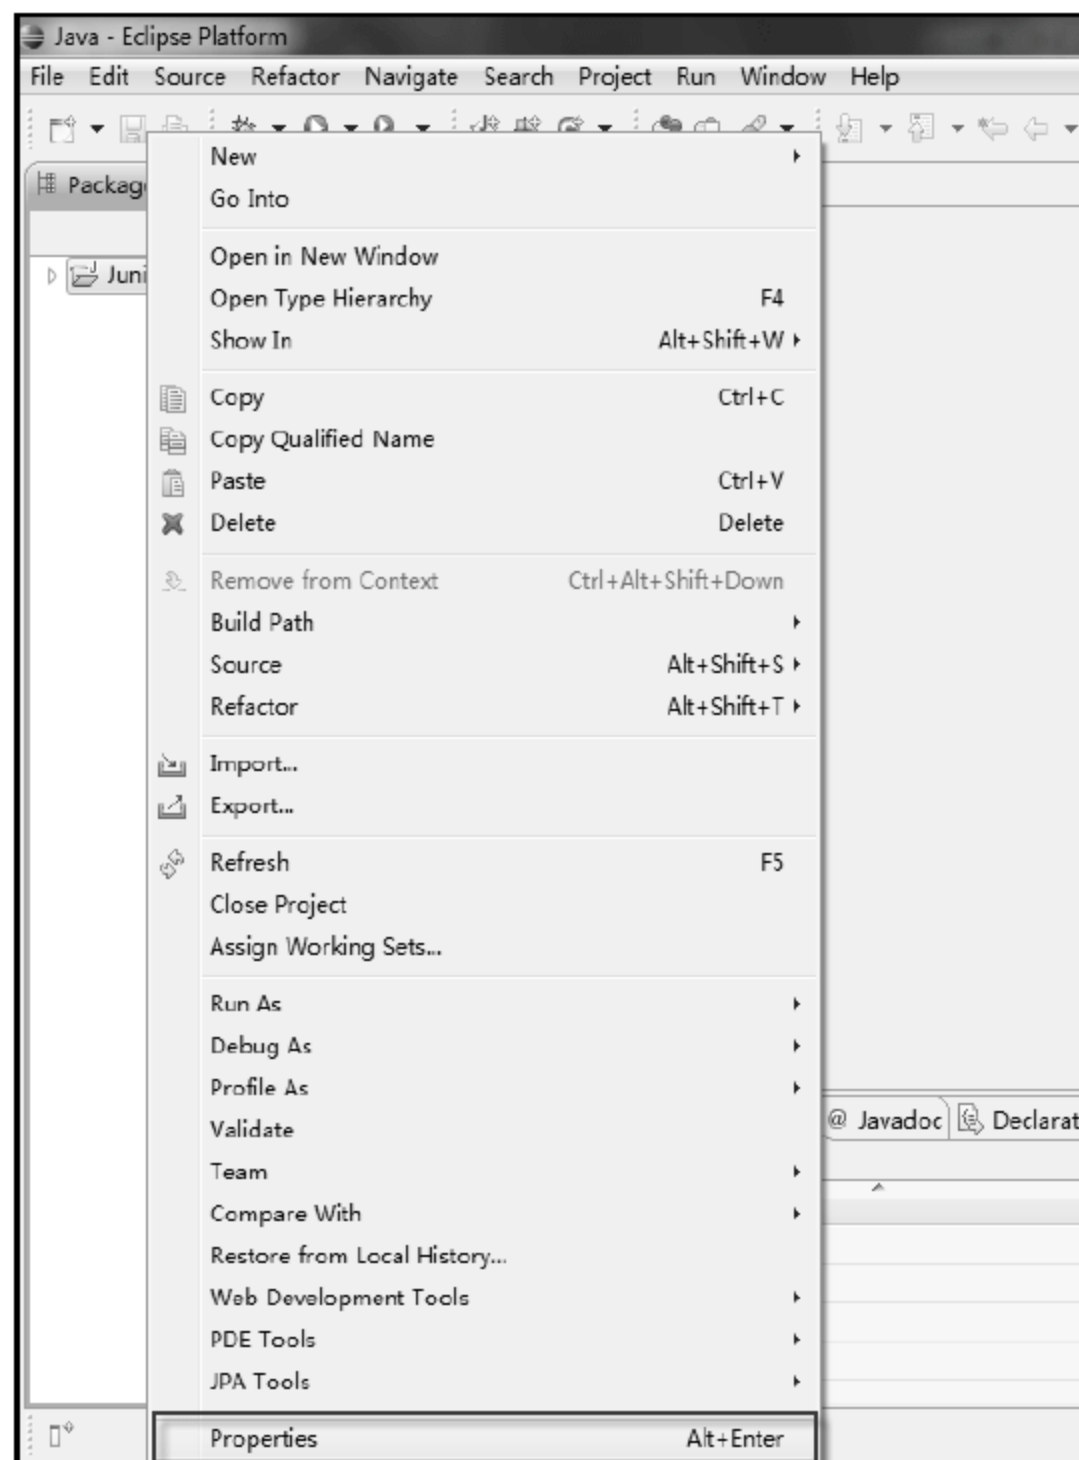 Java - Eclipse Platform
File Edit Source Refactor Navigate Search Project Run Window Help
Packag
Juni
New
Go Into
Open in New Window
Open Type Hierarchy F4
Show In Alt+Shift+W
Copy Ctrl+C
Copy Qualified Name
Paste Ctrl+V
Delete Delete
Remove from Context Ctrl+Alt+Shift+Down
Build Path
Source Alt+Shift+S
Refactor Alt+Shift+T
Import...
Export...
Refresh F5
Close Project
Assign Working Sets...
Run As
Debug As
Profile As
Validate
Team
Compare With
Restore from Local History...
Web Development Tools
PDE Tools
JPA Tools
Properties Alt+Enter
@ Javadoc Declarat